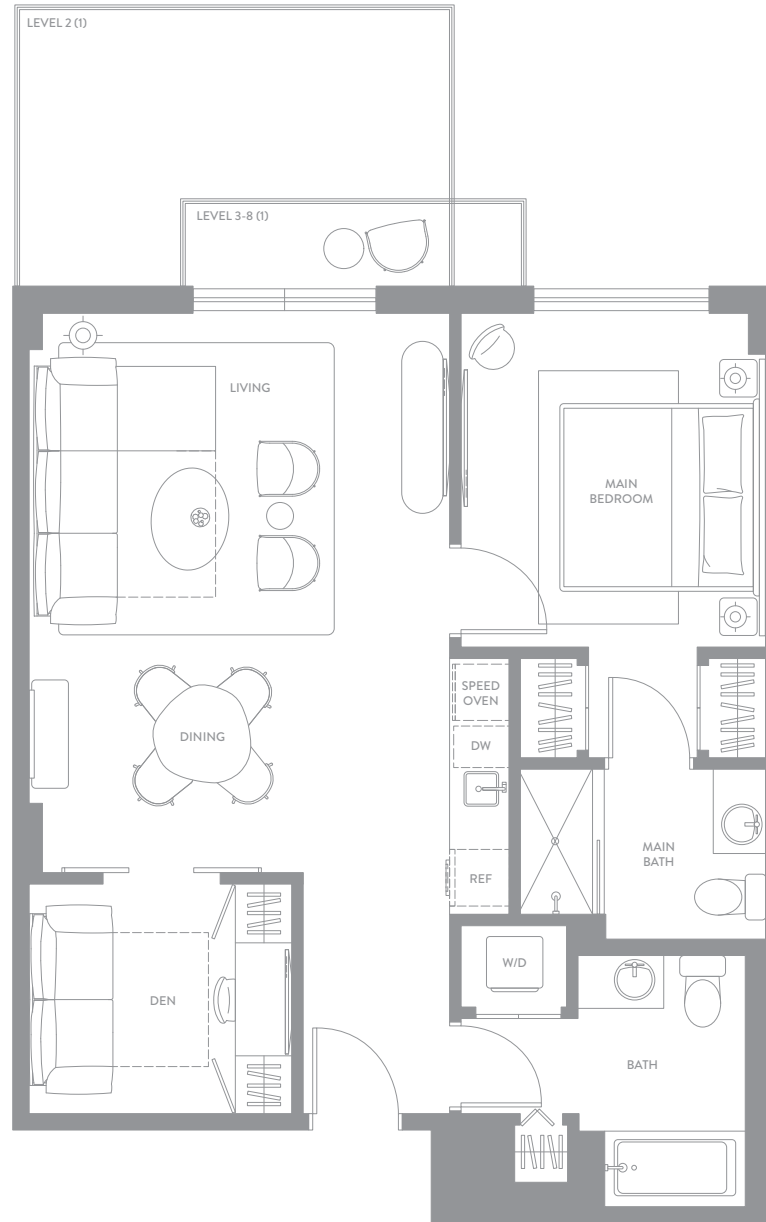 LEVEL 2 (1)
LEVEL 3-8 (1)
LIVING
MAIN
BEDROOM
SPEED
OVEN
DINING
DW
MAIN
BATH
REF
W/D
DEN
BATH